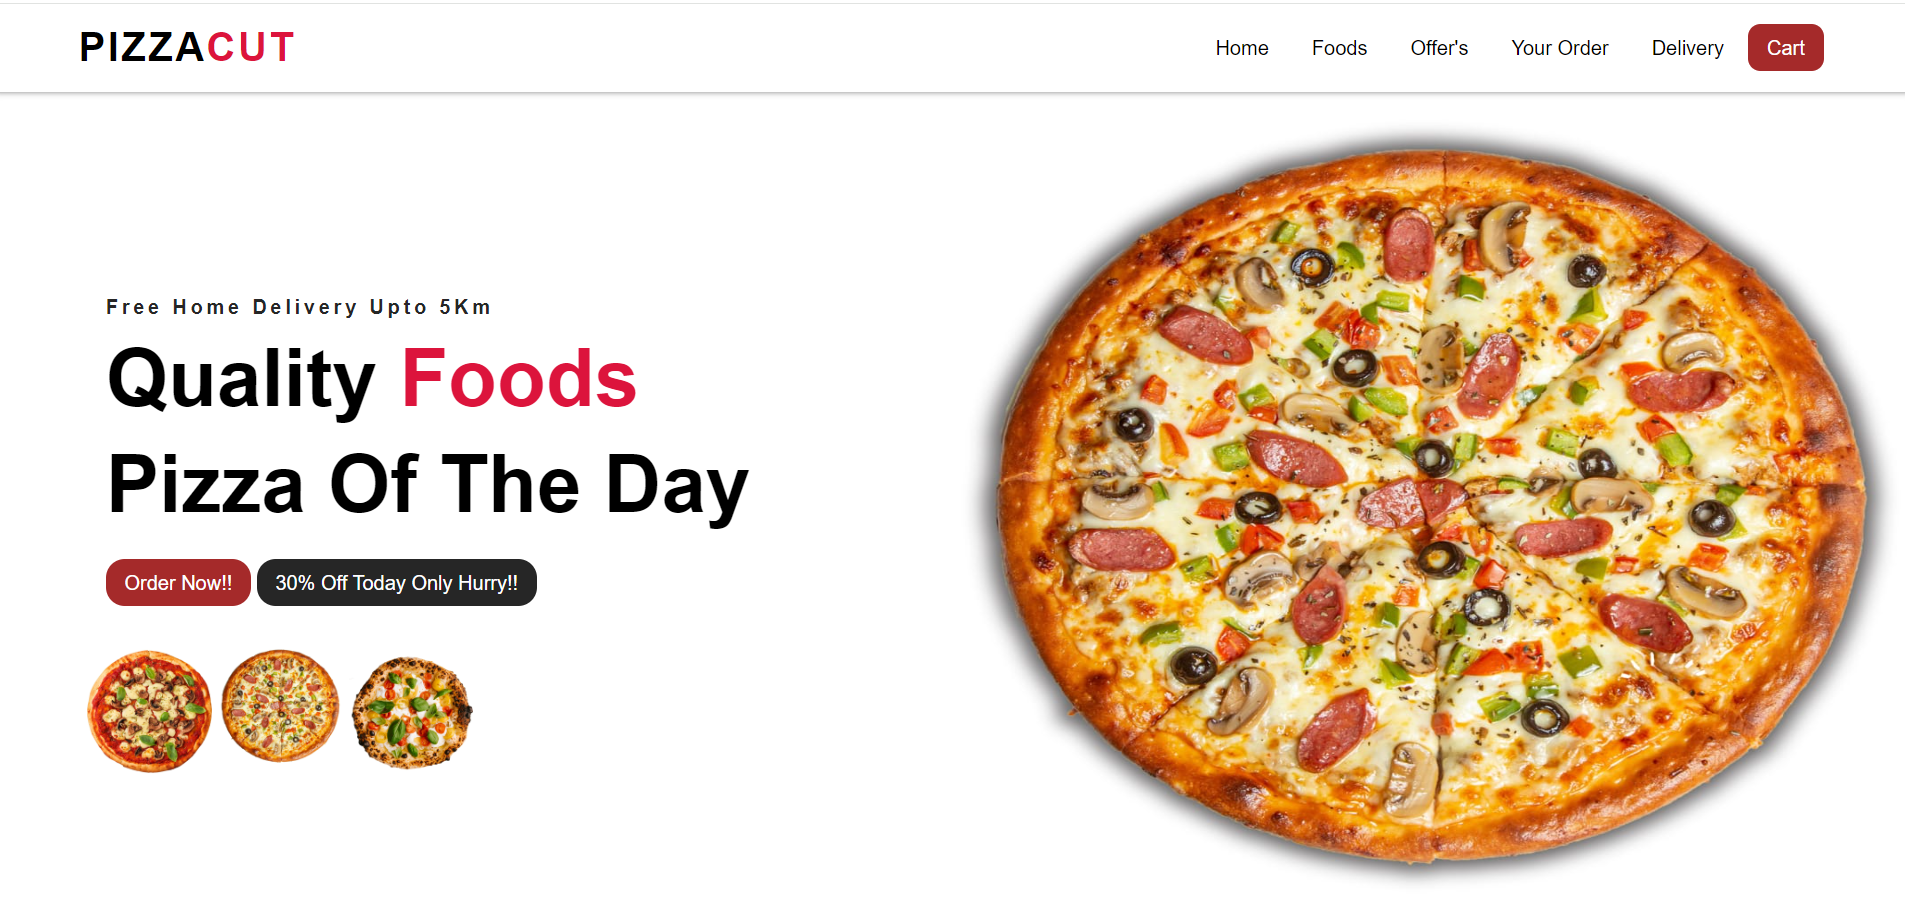 PIZZACUT
Home Foods Offer's Your Order Delivery Cart
Free Home Delivery Upto 5Km
Quality Foods
Pizza Of The Day
Order Now!! 30% Off Today Only Hurry!!